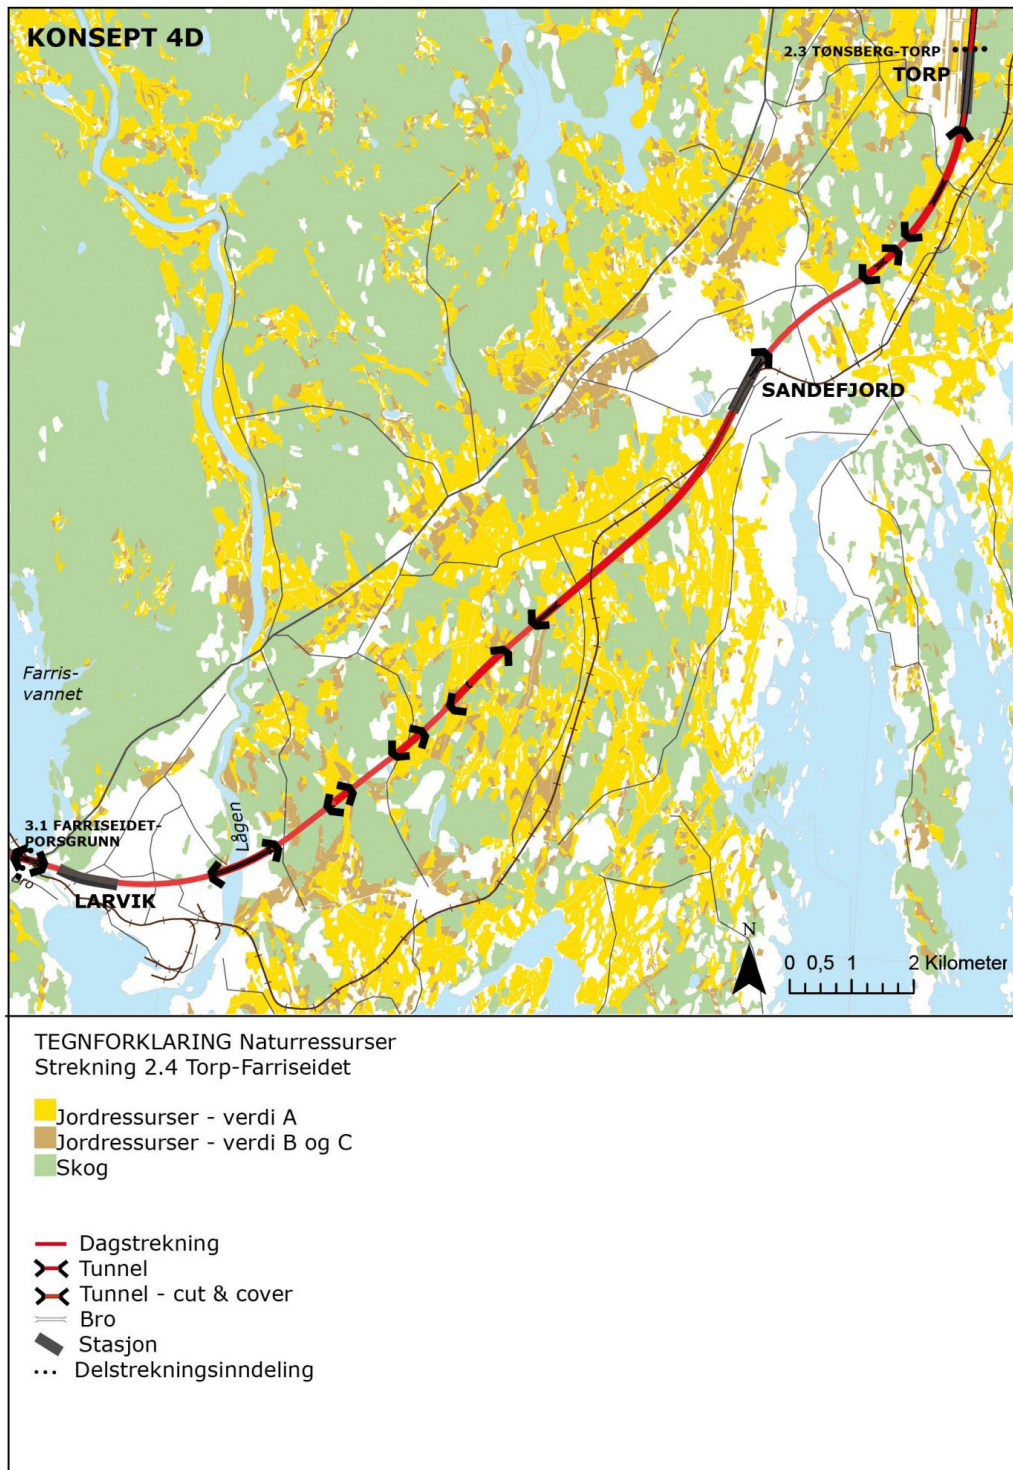 KONSEPT 4D
2.3 TØNSBERG-TORP
TORP
SANDEFJORD
Farris-
vannet
Lågen
3.1 FARRISEIDET-
PORSGRUNN
Bro
LARVIK
N
0 0,5 1 2 Kilometer
TEGNFORKLARING Naturressurser
Strekning 2.4 Torp-Farriseidet
Jordressurser - verdi A
Jordressurser - verdi B og C
Skog
Dagstrekning
Tunnel
Tunnel - cut & cover
Bro
Stasjon
Delstrekningsinndeling